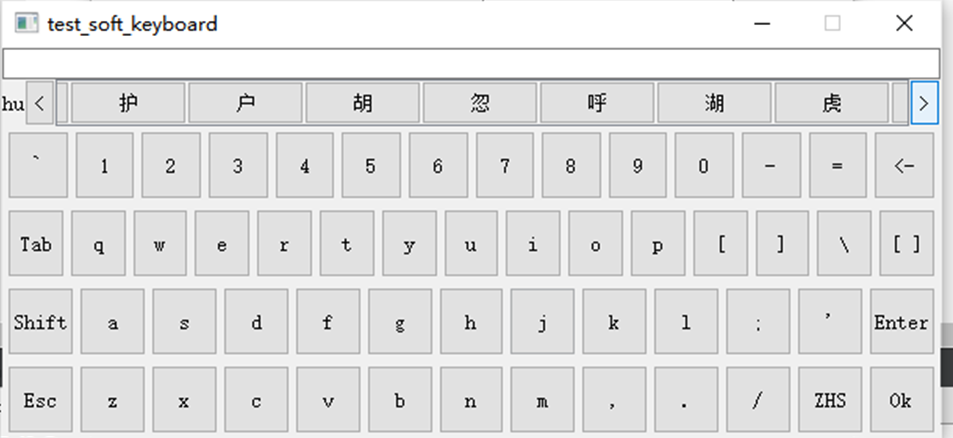 test_soft_keyboard
hu < 护 户 胡 忽 呼 湖 虎 >
` 1 2 3 4 5 6 7 8 9 0 - = <-
Tab q w e r t y u i o p [ ] \ [ ]
Shift a s d f g h j k l ; ' Enter
Esc z x c v b n m , . / ZHS Ok